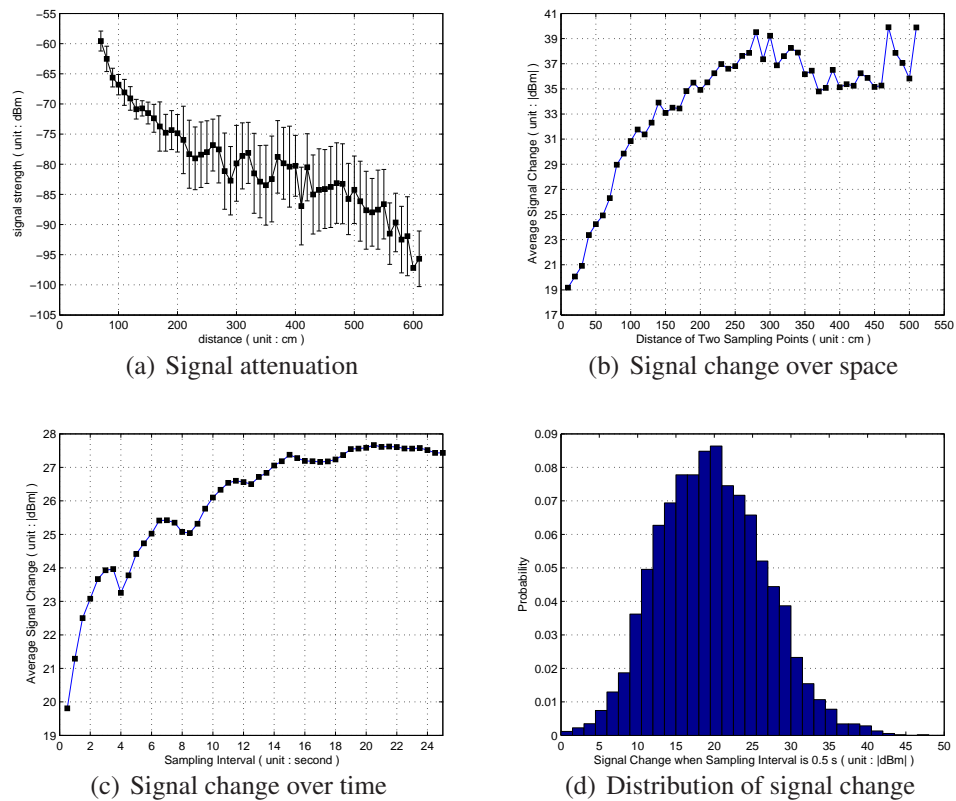 −55
−60
−65
−70
−75
−80
−85
−90
−95
−100
−105
signal strength ( unit : dBm )
0 100 200 300 400 500 600
distance ( unit : cm )
(a) Signal attenuation
41
39
37
35
33
31
29
27
25
23
21
19
17
Average Signal Change ( unit : |dBm| )
0 50 100 150 200 250 300 350 400 450 500 550
Distance of Two Sampling Points ( unit : cm )
(b) Signal change over space
28
27
26
25
24
23
22
21
20
19
Average Signal Change ( unit : |dBm| )
0 2 4 6 8 10 12 14 16 18 20 22 24
Sampling Interval ( unit : second )
(c) Signal change over time
0.09
0.08
0.07
0.06
0.05
0.04
0.03
0.02
0.01
0
Probability
0 5 10 15 20 25 30 35 40 45 50
Signal Change when Sampling Interval is 0.5 s ( unit : |dBm| )
(d) Distribution of signal change